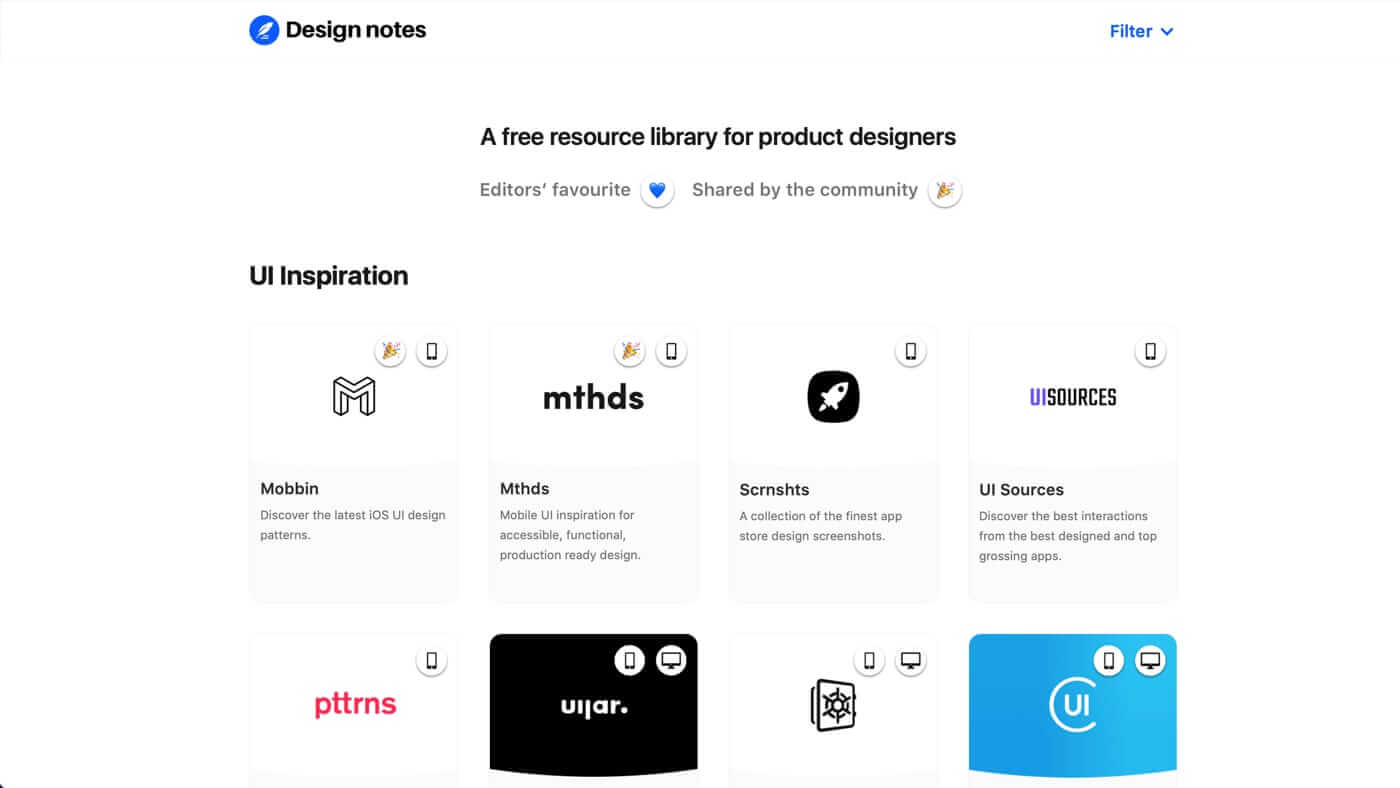 Design notes
Filter
A free resource library for product designers
Editors‘ favourite
Shared by the community
UI Inspiration
mthds
UISOURCES
Mobbin
Discover the latest iOS UI design
patterns.
Mthds
Mobile UI inspiration for
accessible, functional,
production ready design.
Scrnshts
A collection of the finest app
store design screenshots.
UI Sources
Discover the best interactions
from the best designed and top
grossing apps.
pttrns
uijar.
UI